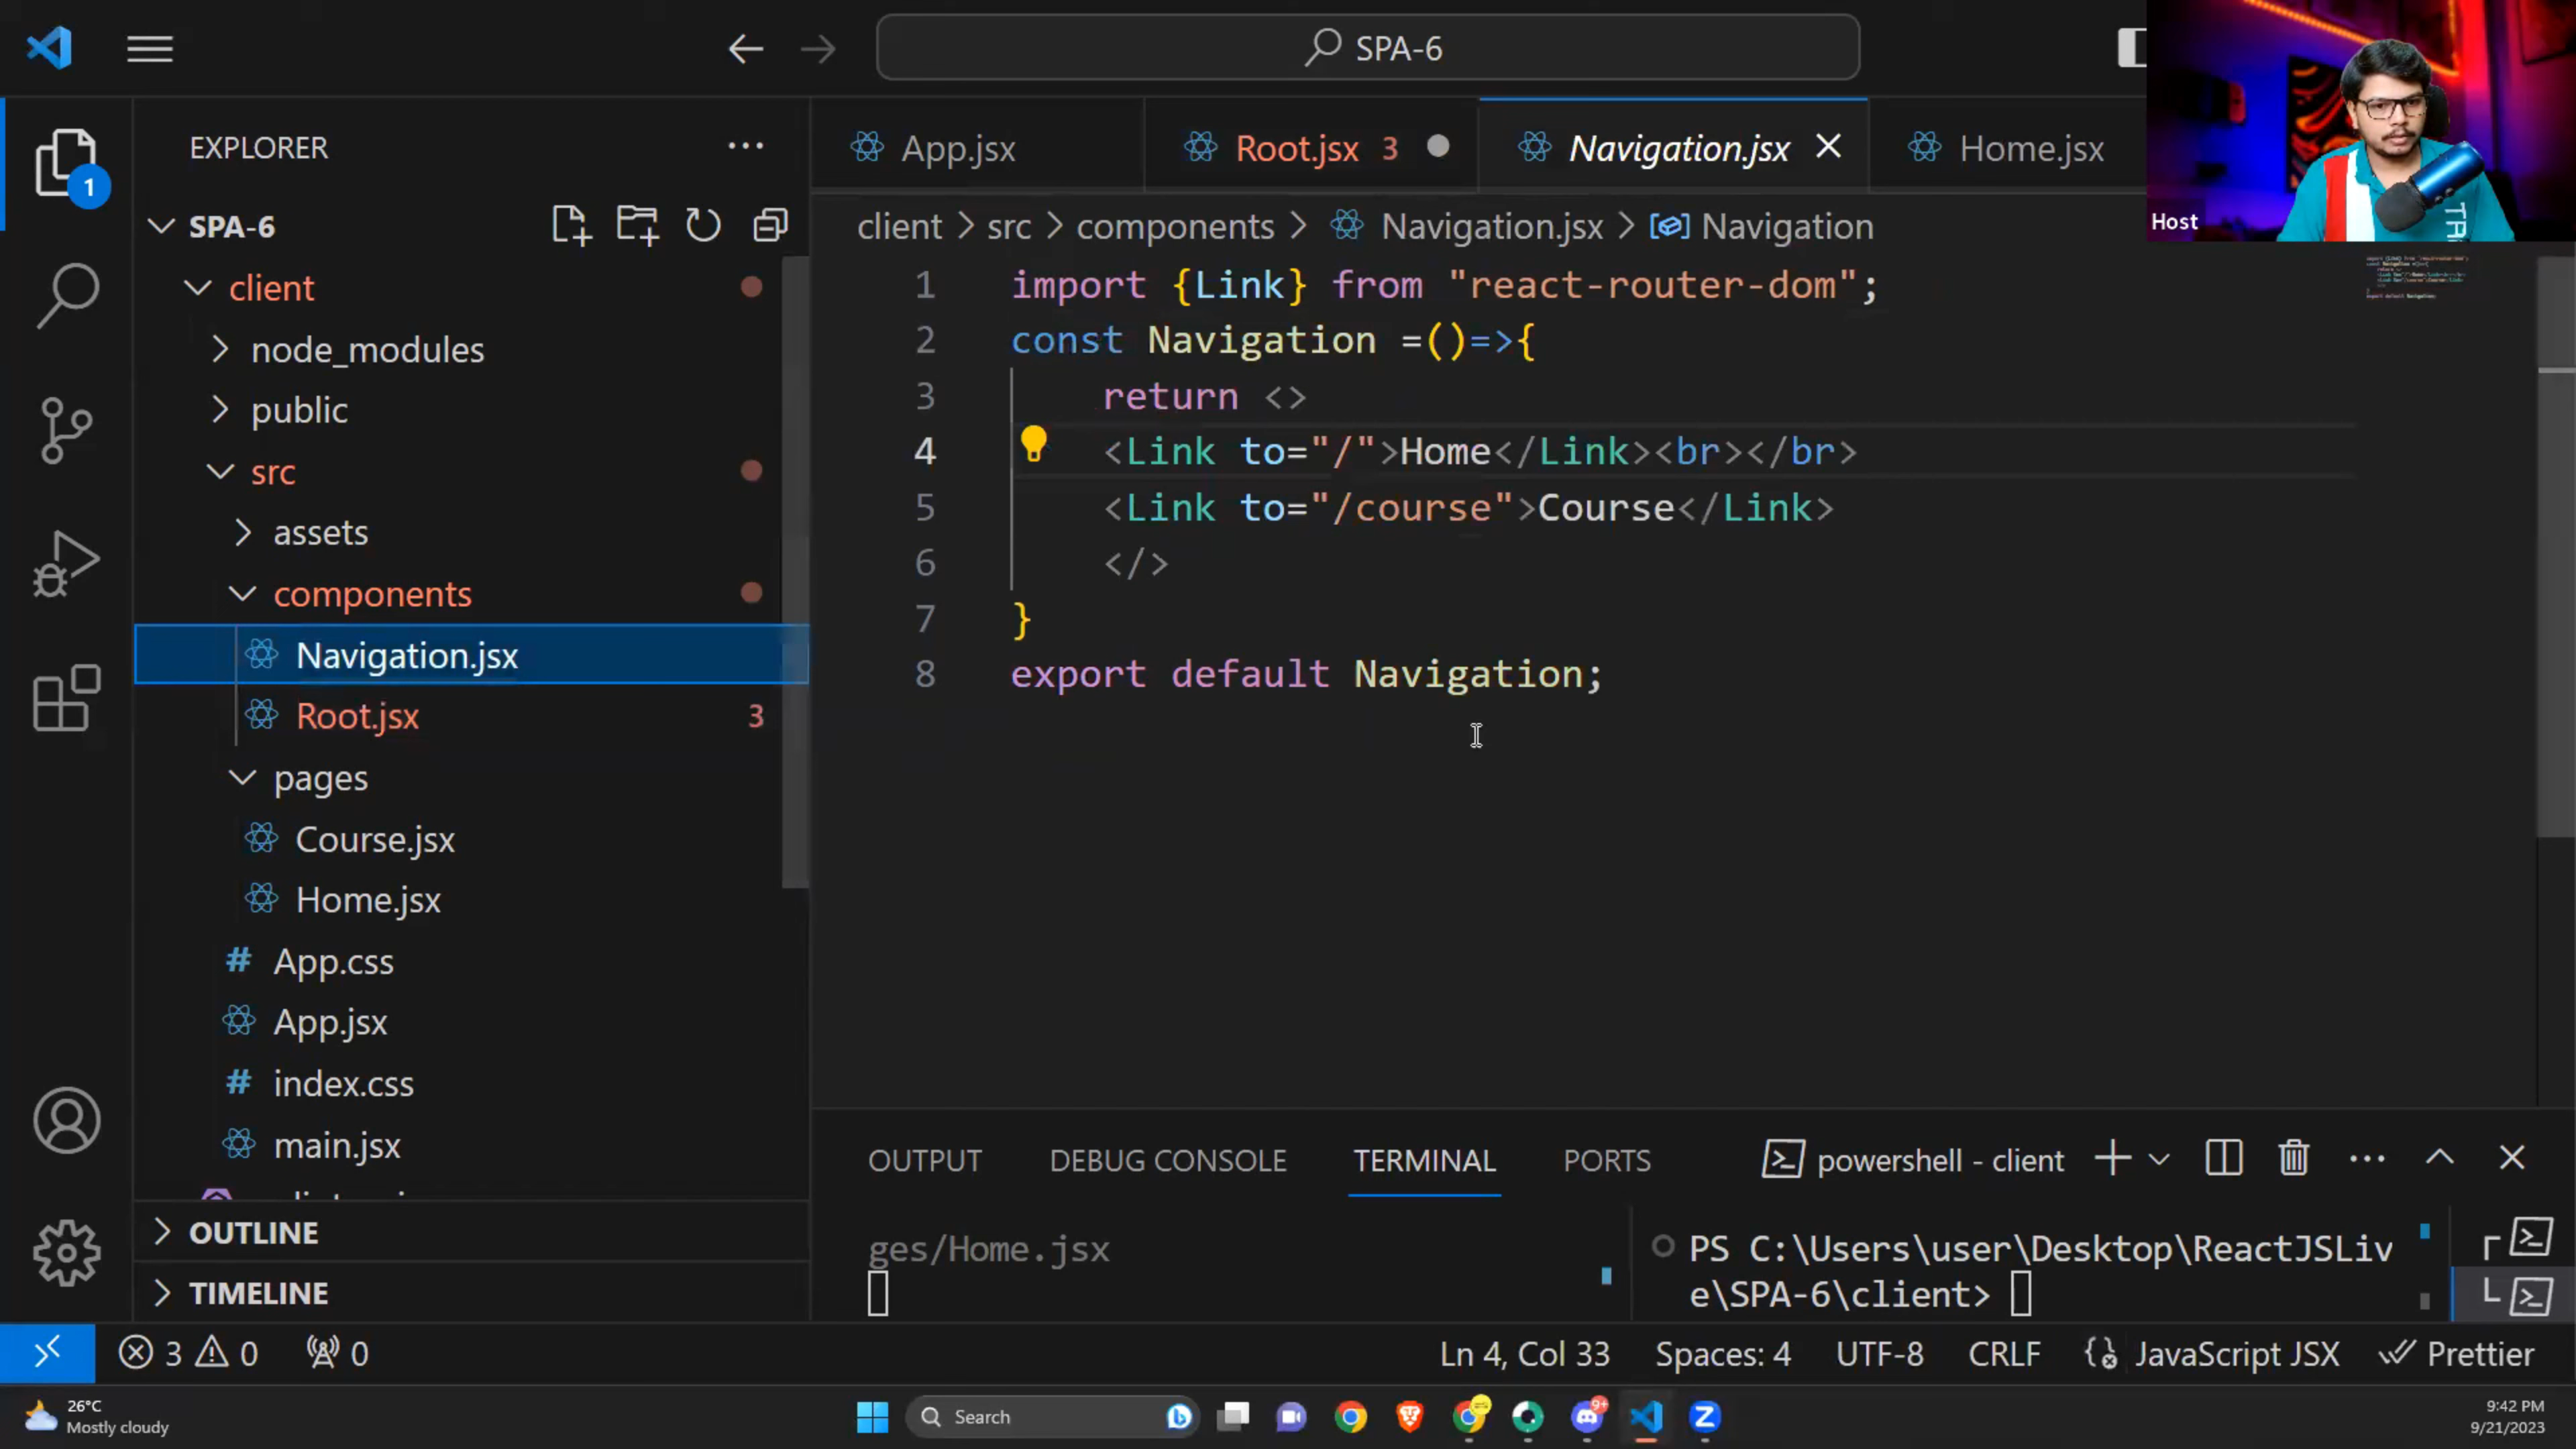 SPA-6
Host
EXPLORER
App.jsx
Root.jsx 3
Navigation.jsx
Home.jsx
1
SPA-6
client > src > components > Navigation.jsx > Navigation
client
node_modules
public
src
assets
components
Navigation.jsx
Root.jsx 3
pages
Course.jsx
Home.jsx
App.css
App.jsx
index.css
main.jsx
OUTLINE
TIMELINE
1 import {Link} from "react-router-dom";
2 const Navigation =()=>{
3 return <>
4 <Link to="/">Home</Link><br></br>
5 <Link to="/course">Course</Link>
6 </>
7 }
8 export default Navigation;
OUTPUT DEBUG CONSOLE TERMINAL PORTS powershell - client
ges/Home.jsx
PS C:\Users\user\Desktop\ReactJSLiv
e\SPA-6\client>
3 0 0 Ln 4, Col 33 Spaces: 4 UTF-8 CRLF JavaScript JSX Prettier
26°C
Mostly cloudy
Search
9+
9:42 PM
9/21/2023